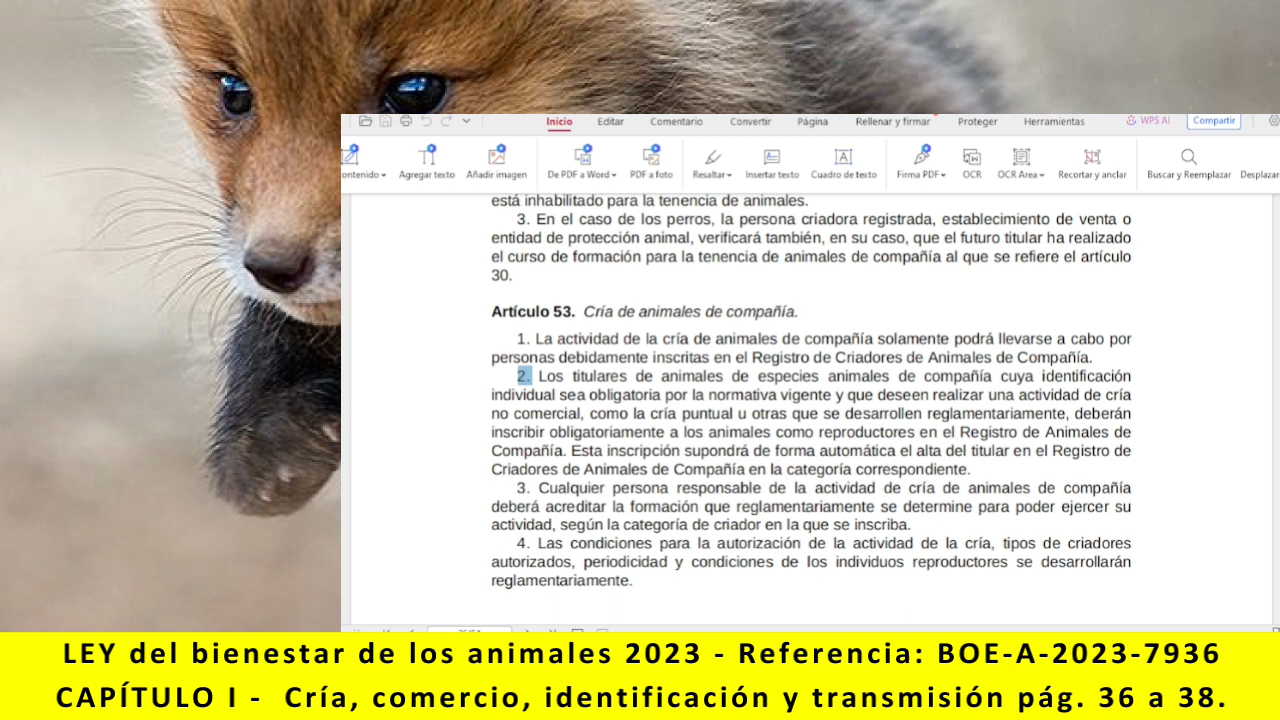 Inicio Editar Comentario Convertir Página Rellenar y firmar Proteger Herramientas WPS AI Compartir
ontenido Agregar texto Añadir imagen De PDF a Word PDF a foto Resaltar Insertar texto Cuadro de texto Firma PDF OCR OCR Area Recortar y anclar Buscar y Reemplazar Desplazar
está inhabilitado para la tenencia de animales.
3. En el caso de los perros, la persona criadora registrada, establecimiento de venta o
entidad de protección animal, verificará también, en su caso, que el futuro titular ha realizado
el curso de formación para la tenencia de animales de compañía al que se refiere el artículo
30.
Artículo 53. Cría de animales de compañía.
1. La actividad de la cría de animales de compañía solamente podrá llevarse a cabo por
personas debidamente inscritas en el Registro de Criadores de Animales de Compañía.
2. Los titulares de animales de especies animales de compañía cuya identificación
individual sea obligatoria por la normativa vigente y que deseen realizar una actividad de cría
no comercial, como la cría puntual u otras que se desarrollen reglamentariamente, deberán
inscribir obligatoriamente a los animales como reproductores en el Registro de Animales de
Compañía. Esta inscripción supondrá de forma automática el alta del titular en el Registro de
Criadores de Animales de Compañía en la categoría correspondiente.
3. Cualquier persona responsable de la actividad de cría de animales de compañía
deberá acreditar la formación que reglamentariamente se determine para poder ejercer su
actividad, según la categoría de criador en la que se inscriba.
4. Las condiciones para la autorización de la actividad de la cría, tipos de criadores
autorizados, periodicidad y condiciones de los individuos reproductores se desarrollarán
reglamentariamente.
LEY del bienestar de los animales 2023 - Referencia: BOE-A-2023-7936
CAPÍTULO I - Cría, comercio, identificación y transmisión pág. 36 a 38.